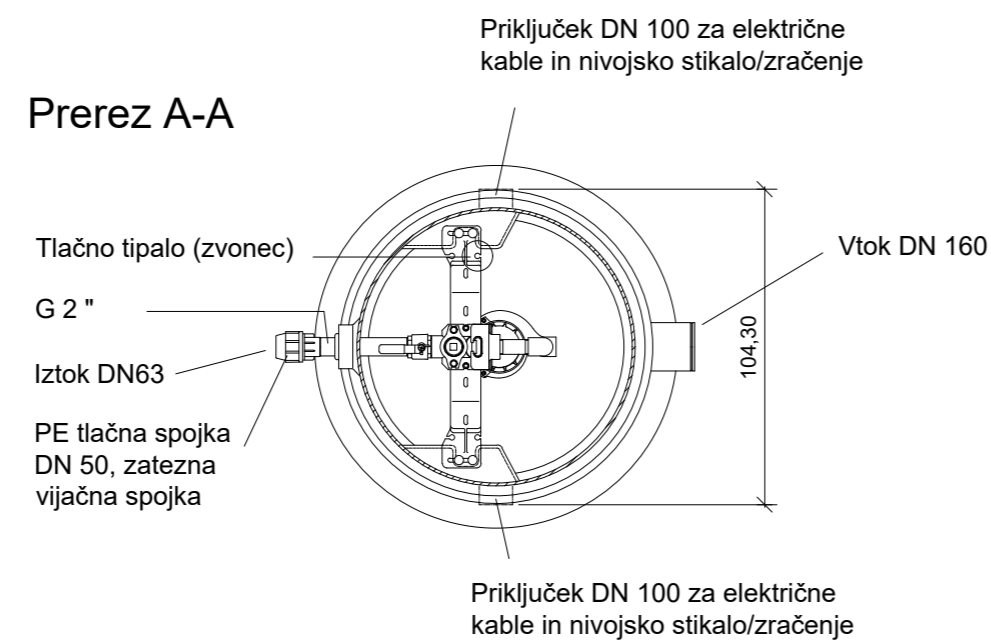 Priključek DN 100 za električne
kable in nivojsko stikalo/zračenje
Prerez A-A
Tlačno tipalo (zvonec)
Vtok DN 160
G 2 "
104,30
Iztok DN63
PE tlačna spojka
DN 50, zatezna
vijačna spojka
Priključek DN 100 za električne
kable in nivojsko stikalo/zračenje